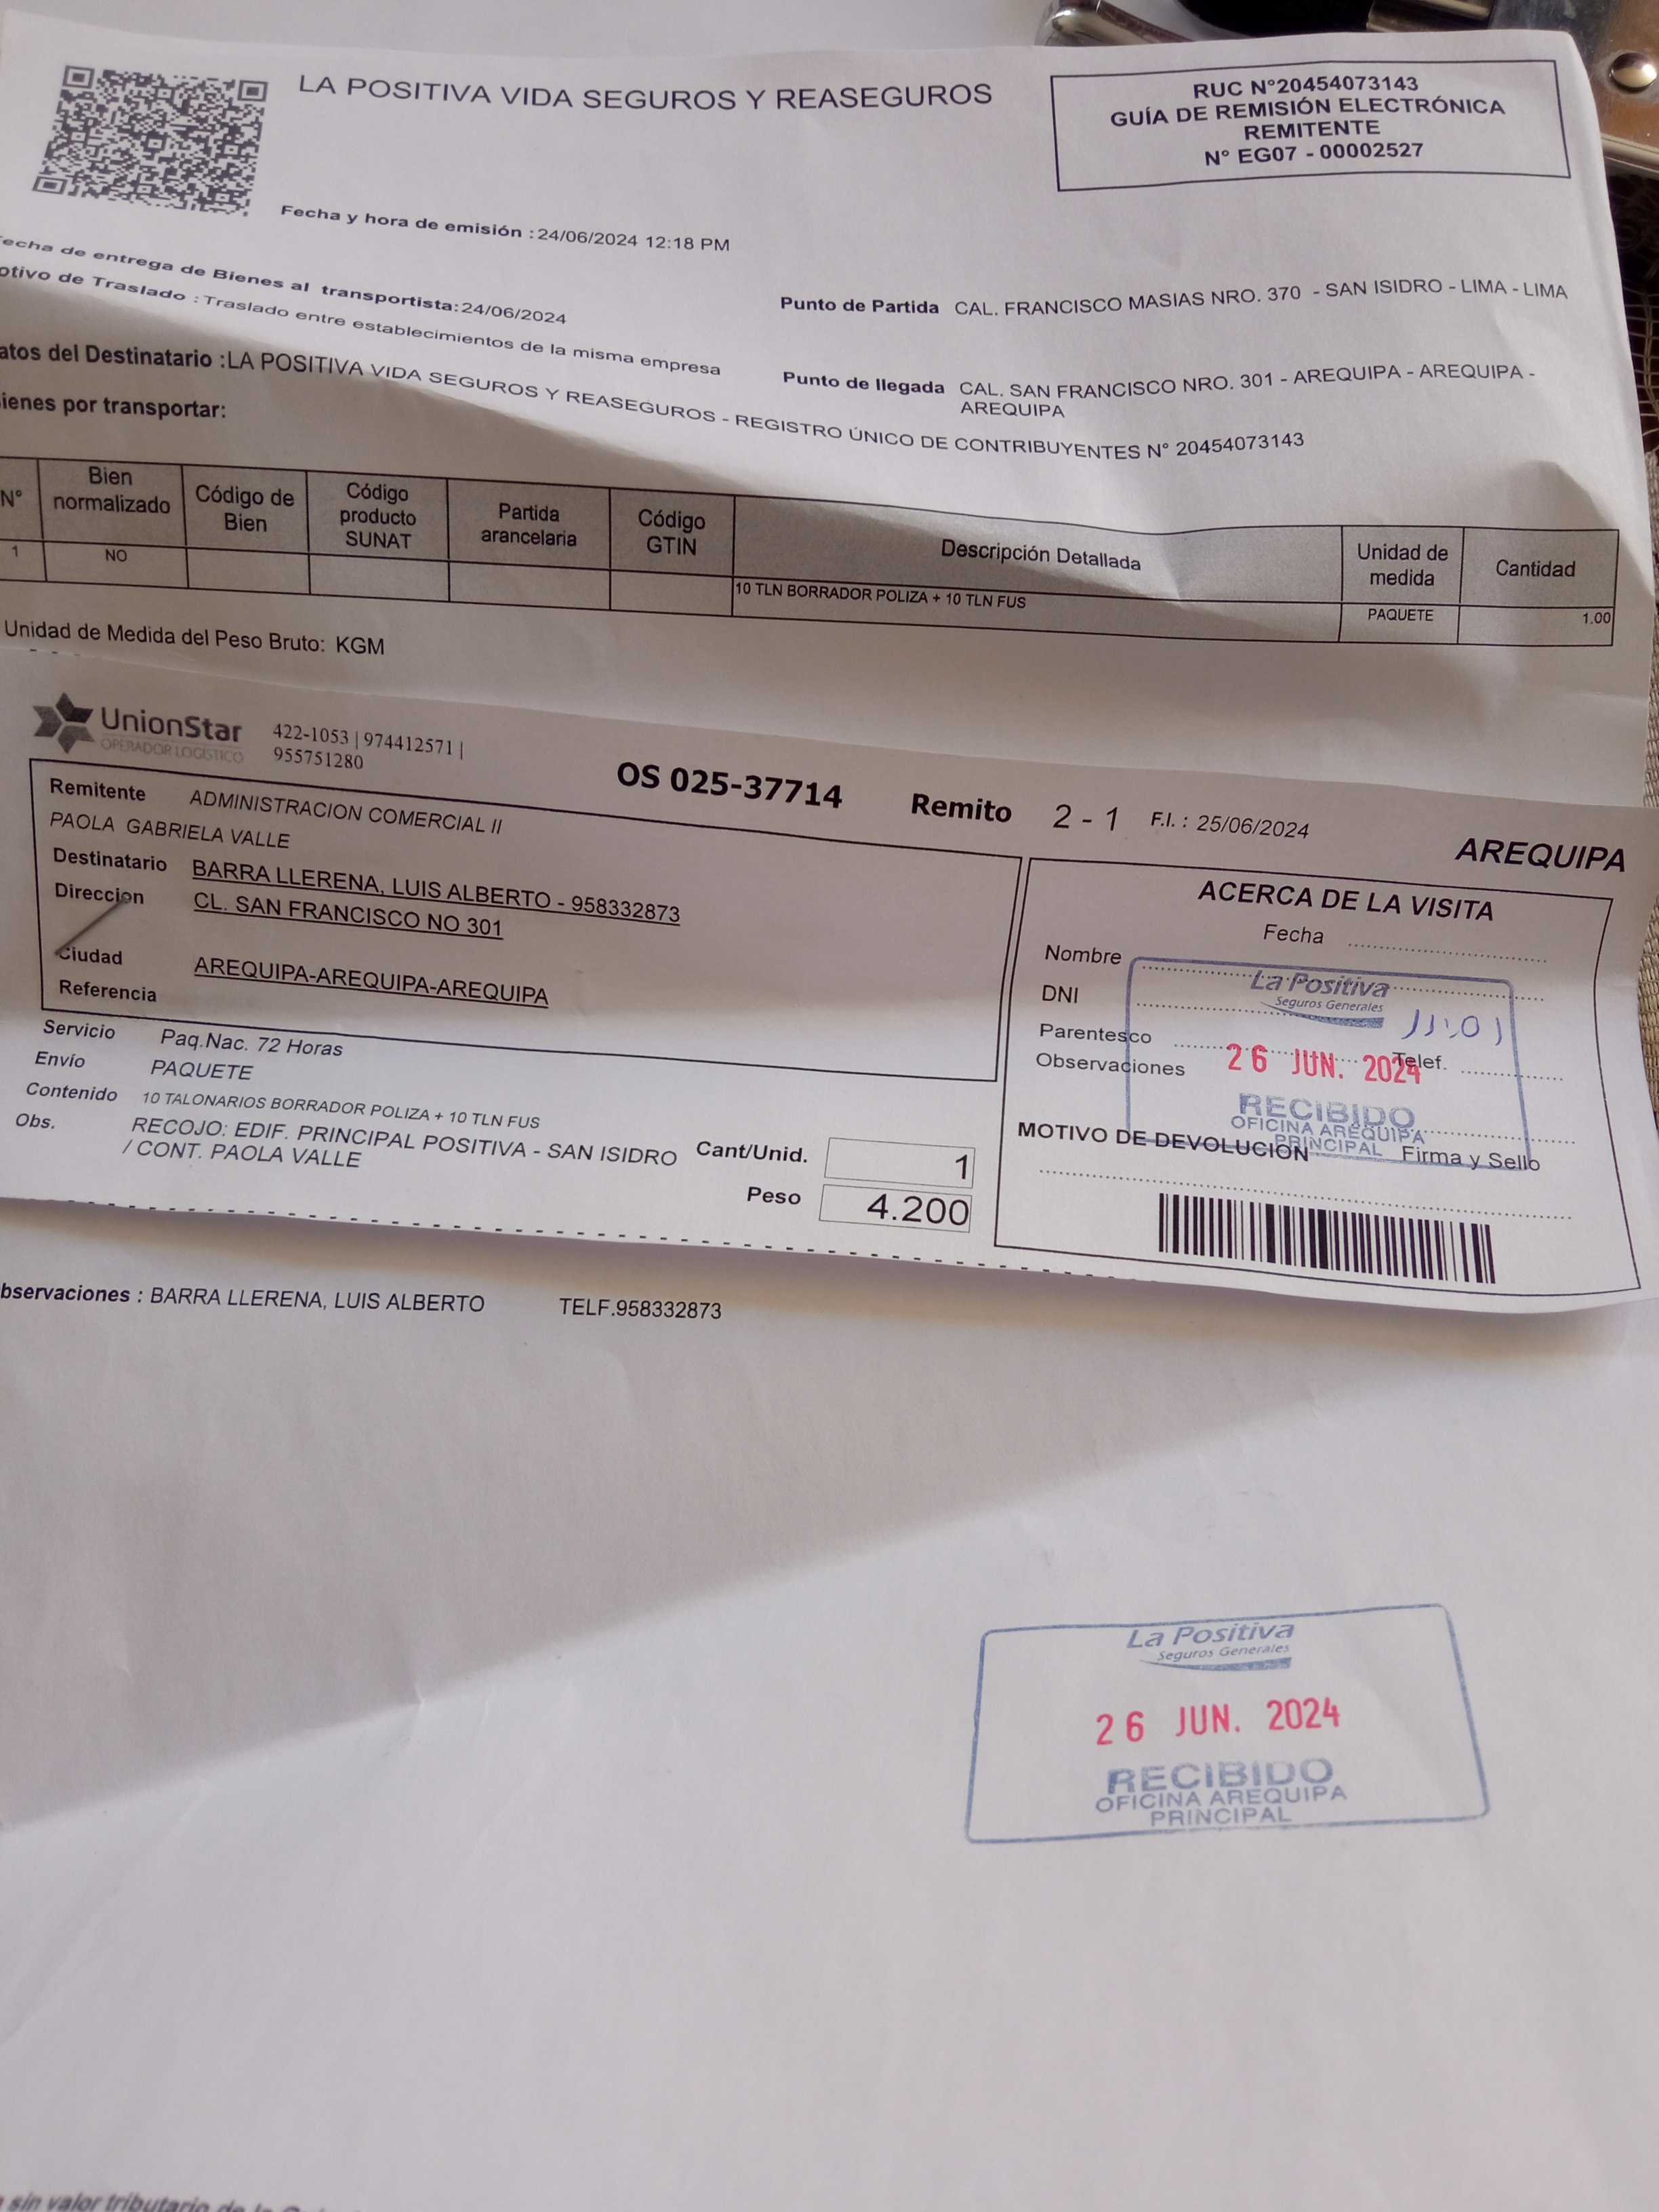 LA POSITIVA VIDA SEGUROS Y REASEGUROS
RUC N°20454073143
GUÍA DE REMISIÓN ELECTRÓNICA
REMITENTE
N° EG07 - 00002527
Fecha y hora de emisión : 24/06/2024 12:18 PM
echa de entrega de Bienes al transportista: 24/06/2024
otivo de Traslado : Traslado entre establecimientos de la misma empresa
Punto de Partida CAL. FRANCISCO MASIAS NRO. 370 - SAN ISIDRO - LIMA - LIMA
Punto de llegada CAL. SAN FRANCISCO NRO. 301 - AREQUIPA - AREQUIPA -
AREQUIPA
atos del Destinatario : LA POSITIVA VIDA SEGUROS Y REASEGUROS - REGISTRO ÚNICO DE CONTRIBUYENTES N° 20454073143
ienes por transportar:
N° Bien normalizado Código de Bien Código producto SUNAT Partida arancelaria Código GTIN Descripción Detallada Unidad de medida Cantidad
1 NO 10 TLN BORRADOR POLIZA + 10 TLN FUS PAQUETE 1.00
Unidad de Medida del Peso Bruto: KGM
UnionStar
OPERADOR LOGÍSTICO
422-1053 | 974412571 |
955751280
OS 025-37714 Remito 2 - 1 F.I. : 25/06/2024 AREQUIPA
Remitente ADMINISTRACION COMERCIAL II
PAOLA GABRIELA VALLE
Destinatario BARRA LLERENA, LUIS ALBERTO - 958332873
Direccion CL. SAN FRANCISCO NO 301
Ciudad AREQUIPA-AREQUIPA-AREQUIPA
Referencia
Servicio Paq.Nac. 72 Horas
Envío PAQUETE
Contenido 10 TALONARIOS BORRADOR POLIZA + 10 TLN FUS
Obs. RECOJO: EDIF. PRINCIPAL POSITIVA - SAN ISIDRO
/ CONT. PAOLA VALLE
Cant/Unid. 1
Peso 4.200
ACERCA DE LA VISITA
Fecha
Nombre
DNI
Parentesco
Telef.
Observaciones
La Positiva
Seguros Generales
26 JUN. 2024
RECIBIDO
OFICINA AREQUIPA
PRINCIPAL
MOTIVO DE DEVOLUCIÓN Firma y Sello
bservaciones : BARRA LLERENA, LUIS ALBERTO TELF.958332873
La Positiva
Seguros Generales
26 JUN. 2024
RECIBIDO
OFICINA AREQUIPA
PRINCIPAL
sin valor tributario de la